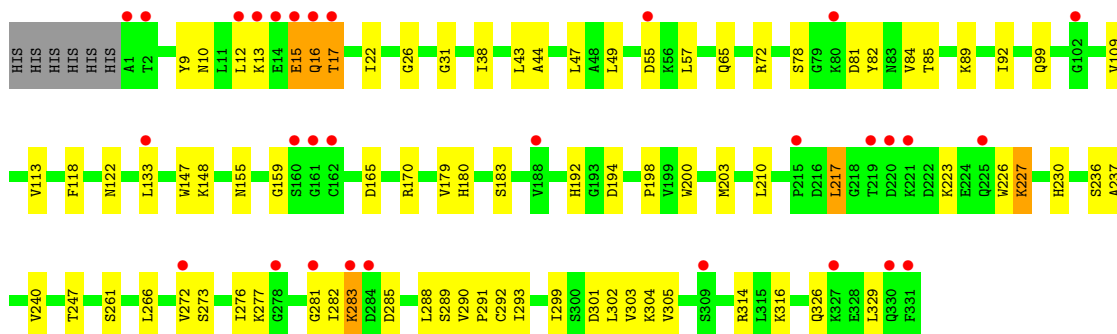 HIS HIS HIS HIS HIS HIS A1 T2 Y9 N10 L11 L12 K13 E14 E15 Q16 T17 I22 G26 G31 I38 L43 A44 L47 A48 L49 D55 K56 L57 Q65 R72 S78 G79 K80 D81 Y82 N83 V84 T85 K89 I92 Q99 G102 V109
V113 F118 N122 L133 W147 K148 N155 G159 S160 G161 C162 D165 R170 V179 H180 S183 V188 H192 G193 D194 P198 V199 W200 M203 L210 P215 D216 L217 G218 T219 D220 K221 D222 K223 E224 Q225 W226 K227 H230 S236 A237
V240 T247 S261 L266 V272 S273 I276 K277 G278 G281 I282 K283 D284 D285 L288 S289 V290 P291 C292 I293 I299 S300 D301 L302 V303 K304 V305 S309 R314 L315 K316 Q326 K327 E328 L329 Q330 F331